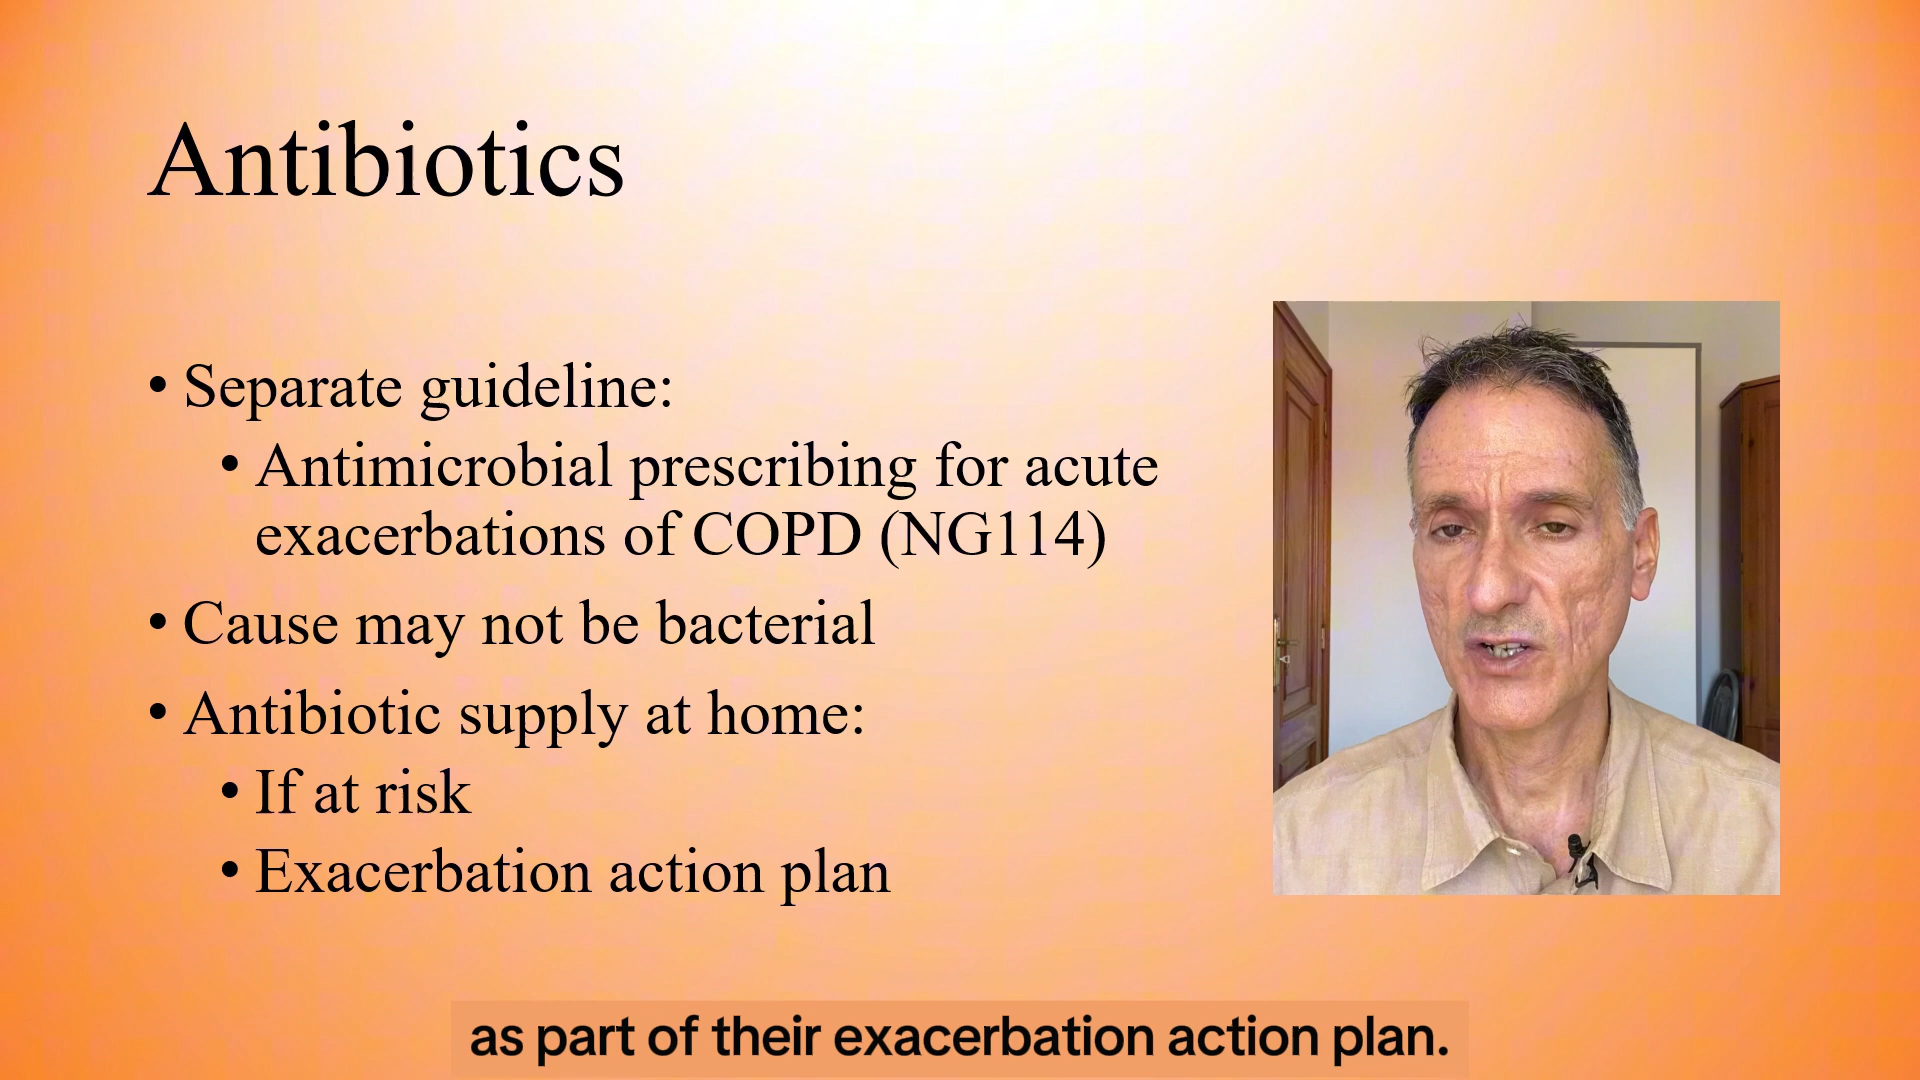 Antibiotics
• Separate guideline:
• Antimicrobial prescribing for acute
exacerbations of COPD (NG114)
• Cause may not be bacterial
• Antibiotic supply at home:
• If at risk
• Exacerbation action plan
as part of their exacerbation action plan.